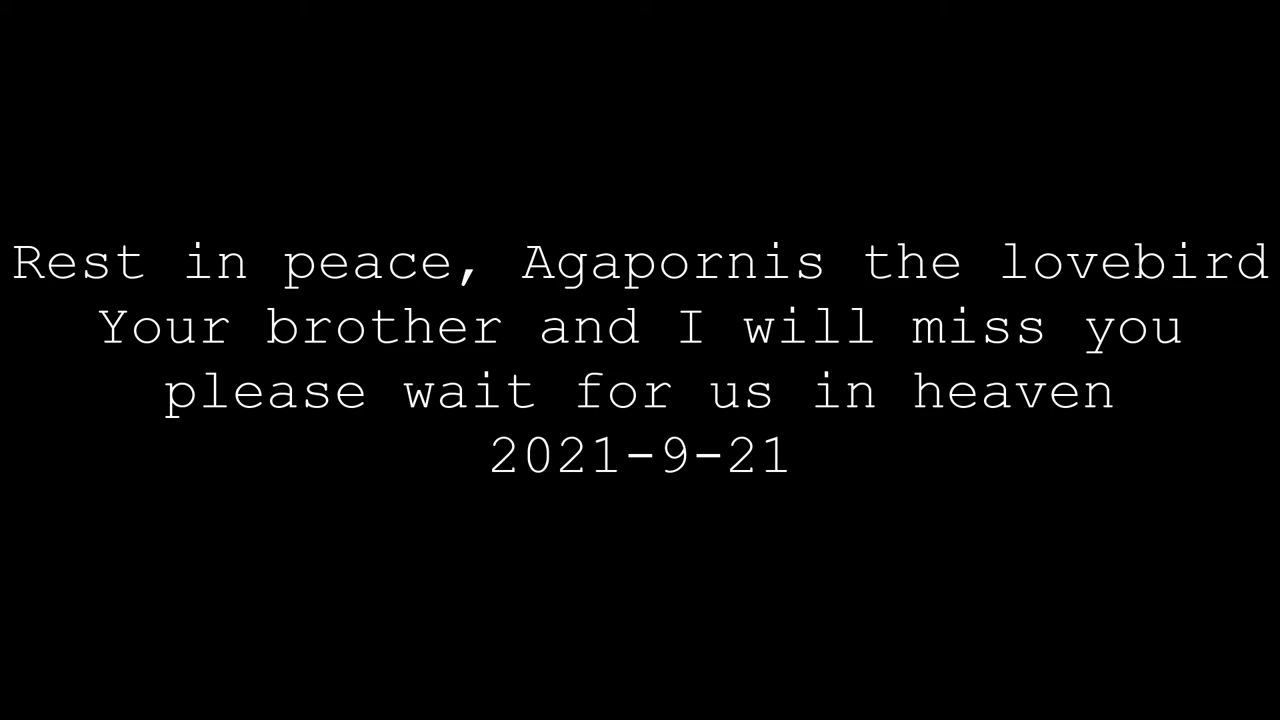 Rest in peace, Agapornis the lovebird
Your brother and I will miss you
please wait for us in heaven
2021-9-21